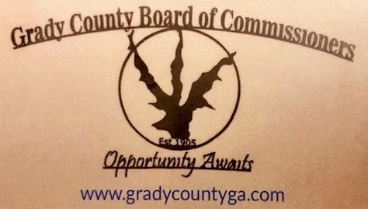 Grady County Board of Commissioners
Est 1905
Opportunity Awaits
www.gradycountyga.com